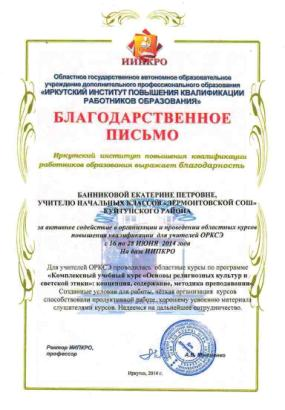 ИИПКРО
Областное государственное автономное образовательное
учреждение дополнительного профессионального образования
«ИРКУТСКИЙ ИНСТИТУТ ПОВЫШЕНИЯ КВАЛИФИКАЦИИ
РАБОТНИКОВ ОБРАЗОВАНИЯ»
БЛАГОДАРСТВЕННОЕ
ПИСЬМО
Иркутский институт повышения квалификации
работников образования выражает благодарность
БАННИКОВОЙ ЕКАТЕРИНЕ ПЕТРОВНЕ,
УЧИТЕЛЮ НАЧАЛЬНЫХ КЛАССОВ «ЛЕРМОНТОВСКОЙ СОШ»
КУЙТУНСКОГО РАЙОНА
за активное содействие в организации и проведении областных курсов
повышения квалификации для учителей ОРКСЭ
с 16 по 28 ИЮНЯ 2014 года
На базе ИИПКРО
Для учителей ОРКСЭ проводились областные курсы по программе
«Комплексный учебный курс «Основы религиозных культур и
светской этики»: концепция, содержание, методика преподавания»
Созданные условия для работы, чёткая организация курсов
способствовали продуктивной работе, хорошему усвоению материала
слушателями курсов. Надеемся на дальнейшее сотрудничество.
Ректор ИИПКРО,
профессор
А.В.
Иркутск, 2014 г.